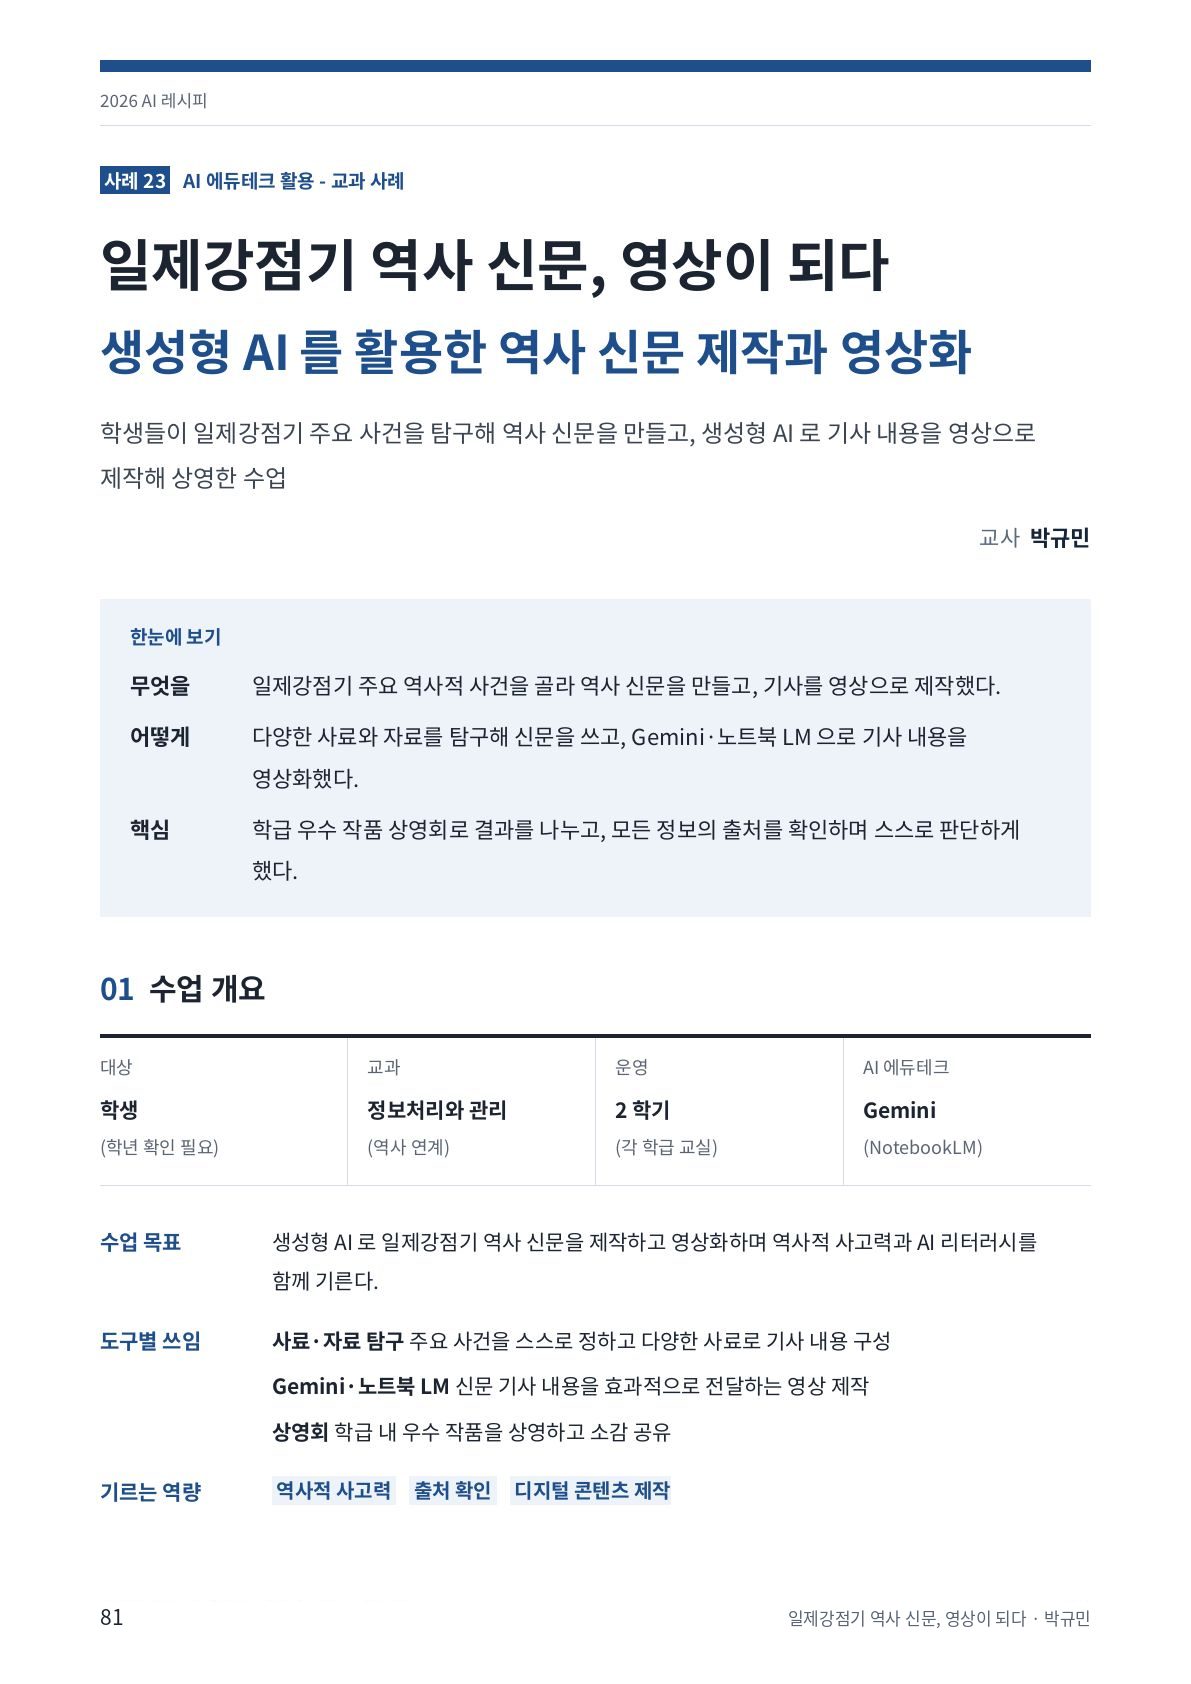 2026 AI 레시피
사례 23 AI 에듀테크 활용 - 교과 사례
일제강점기 역사 신문, 영상이 되다
생성형 AI 를 활용한 역사 신문 제작과 영상화
학생들이 일제강점기 주요 사건을 탐구해 역사 신문을 만들고, 생성형 AI 로 기사 내용을 영상으로
제작해 상영한 수업
교사 박규민
한눈에 보기
무엇을 일제강점기 주요 역사적 사건을 골라 역사 신문을 만들고, 기사를 영상으로 제작했다.
어떻게 다양한 사료와 자료를 탐구해 신문을 쓰고, Gemini·노트북 LM 으로 기사 내용을
영상화했다.
핵심 학급 우수 작품 상영회로 결과를 나누고, 모든 정보의 출처를 확인하며 스스로 판단하게
했다.
01 수업 개요
대상 교과 운영 AI 에듀테크
학생 정보처리와 관리 2 학기 Gemini
(학년 확인 필요) (역사 연계) (각 학급 교실) (NotebookLM)
수업 목표 생성형 AI 로 일제강점기 역사 신문을 제작하고 영상화하며 역사적 사고력과 AI 리터러시를
함께 기른다.
도구별 쓰임 사료·자료 탐구 주요 사건을 스스로 정하고 다양한 사료로 기사 내용 구성
Gemini·노트북 LM 신문 기사 내용을 효과적으로 전달하는 영상 제작
상영회 학급 내 우수 작품을 상영하고 소감 공유
기르는 역량 역사적 사고력 출처 확인 디지털 콘텐츠 제작
81 일제강점기 역사 신문, 영상이 되다 · 박규민